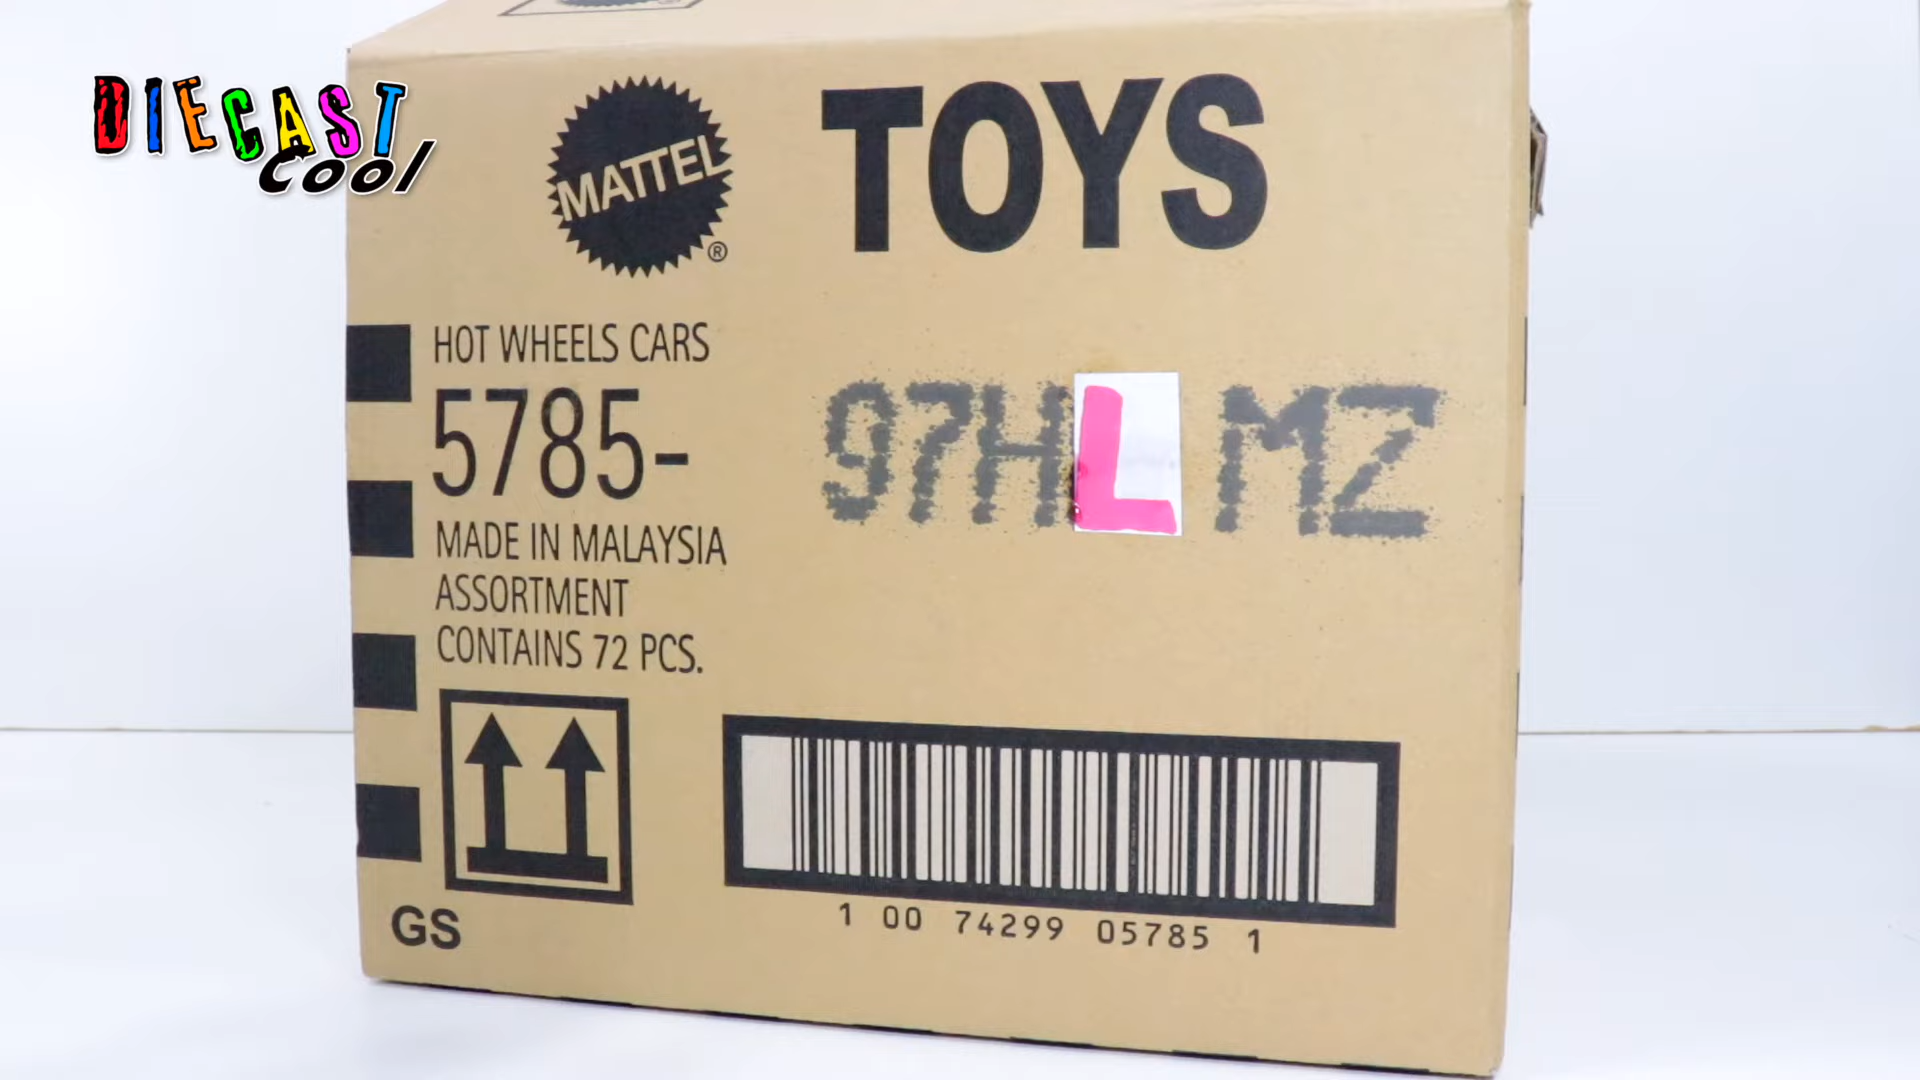 DIECAST
Cool
MATTEL
®
TOYS
HOT WHEELS CARS
5785-
97HL MZ
MADE IN MALAYSIA
ASSORTMENT
CONTAINS 72 PCS.
GS
1 00 74299 05785 1